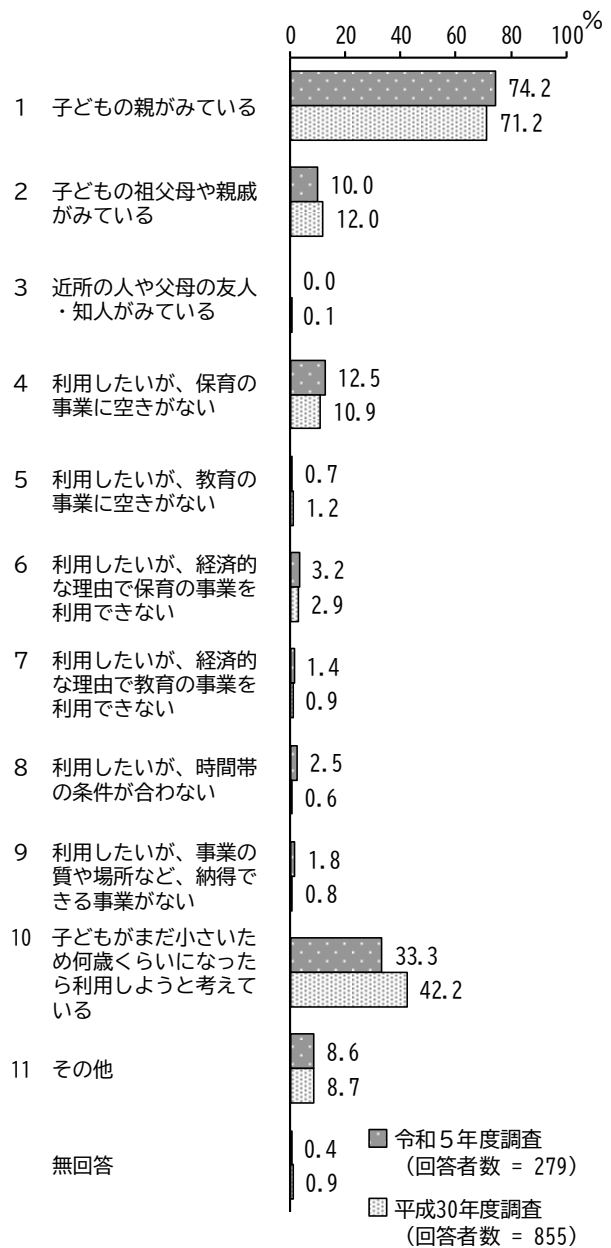 0 20 40 60 80 100%
1 子どもの親がみている
74.2
71.2
2 子どもの祖父母や親戚
がみている
10.0
12.0
3 近所の人や父母の友人
・知人がみている
0.0
0.1
4 利用したいが、保育の
事業に空きがない
12.5
10.9
5 利用したいが、教育の
事業に空きがない
0.7
1.2
6 利用したいが、経済的
な理由で保育の事業を
利用できない
3.2
2.9
7 利用したいが、経済的
な理由で教育の事業を
利用できない
1.4
0.9
8 利用したいが、時間帯
の条件が合わない
2.5
0.6
9 利用したいが、事業の
質や場所など、納得で
きる事業がない
1.8
0.8
10 子どもがまだ小さいた
め何歳くらいになった
ら利用しようと考えて
いる
33.3
42.2
11 その他
8.6
8.7
無回答
0.4
0.9
令和5年度調査
(回答者数 = 279)
平成30年度調査
(回答者数 = 855)